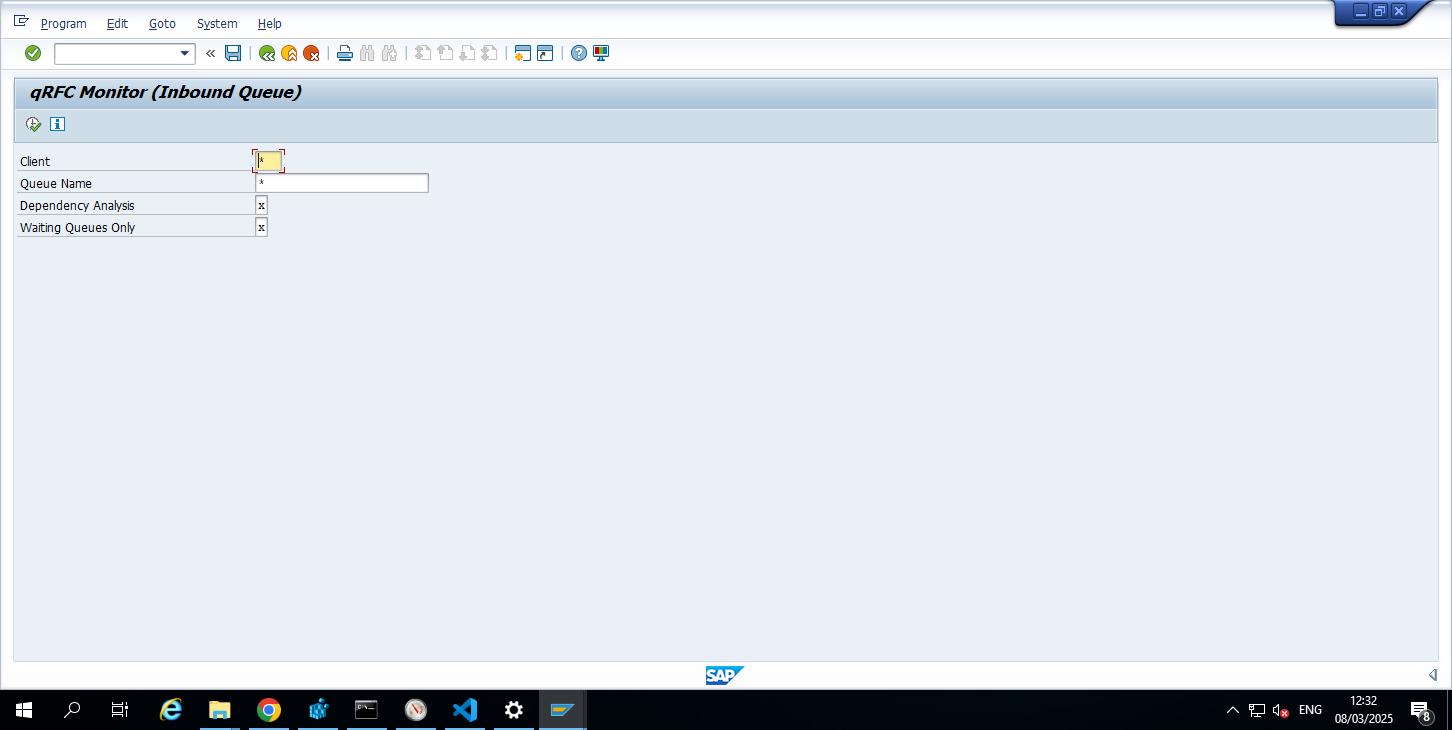 Program Edit Goto System Help
qRFC Monitor (Inbound Queue)
Client *
Queue Name *
Dependency Analysis x
Waiting Queues Only x
SAP
ENG
12:32
08/03/2025
8